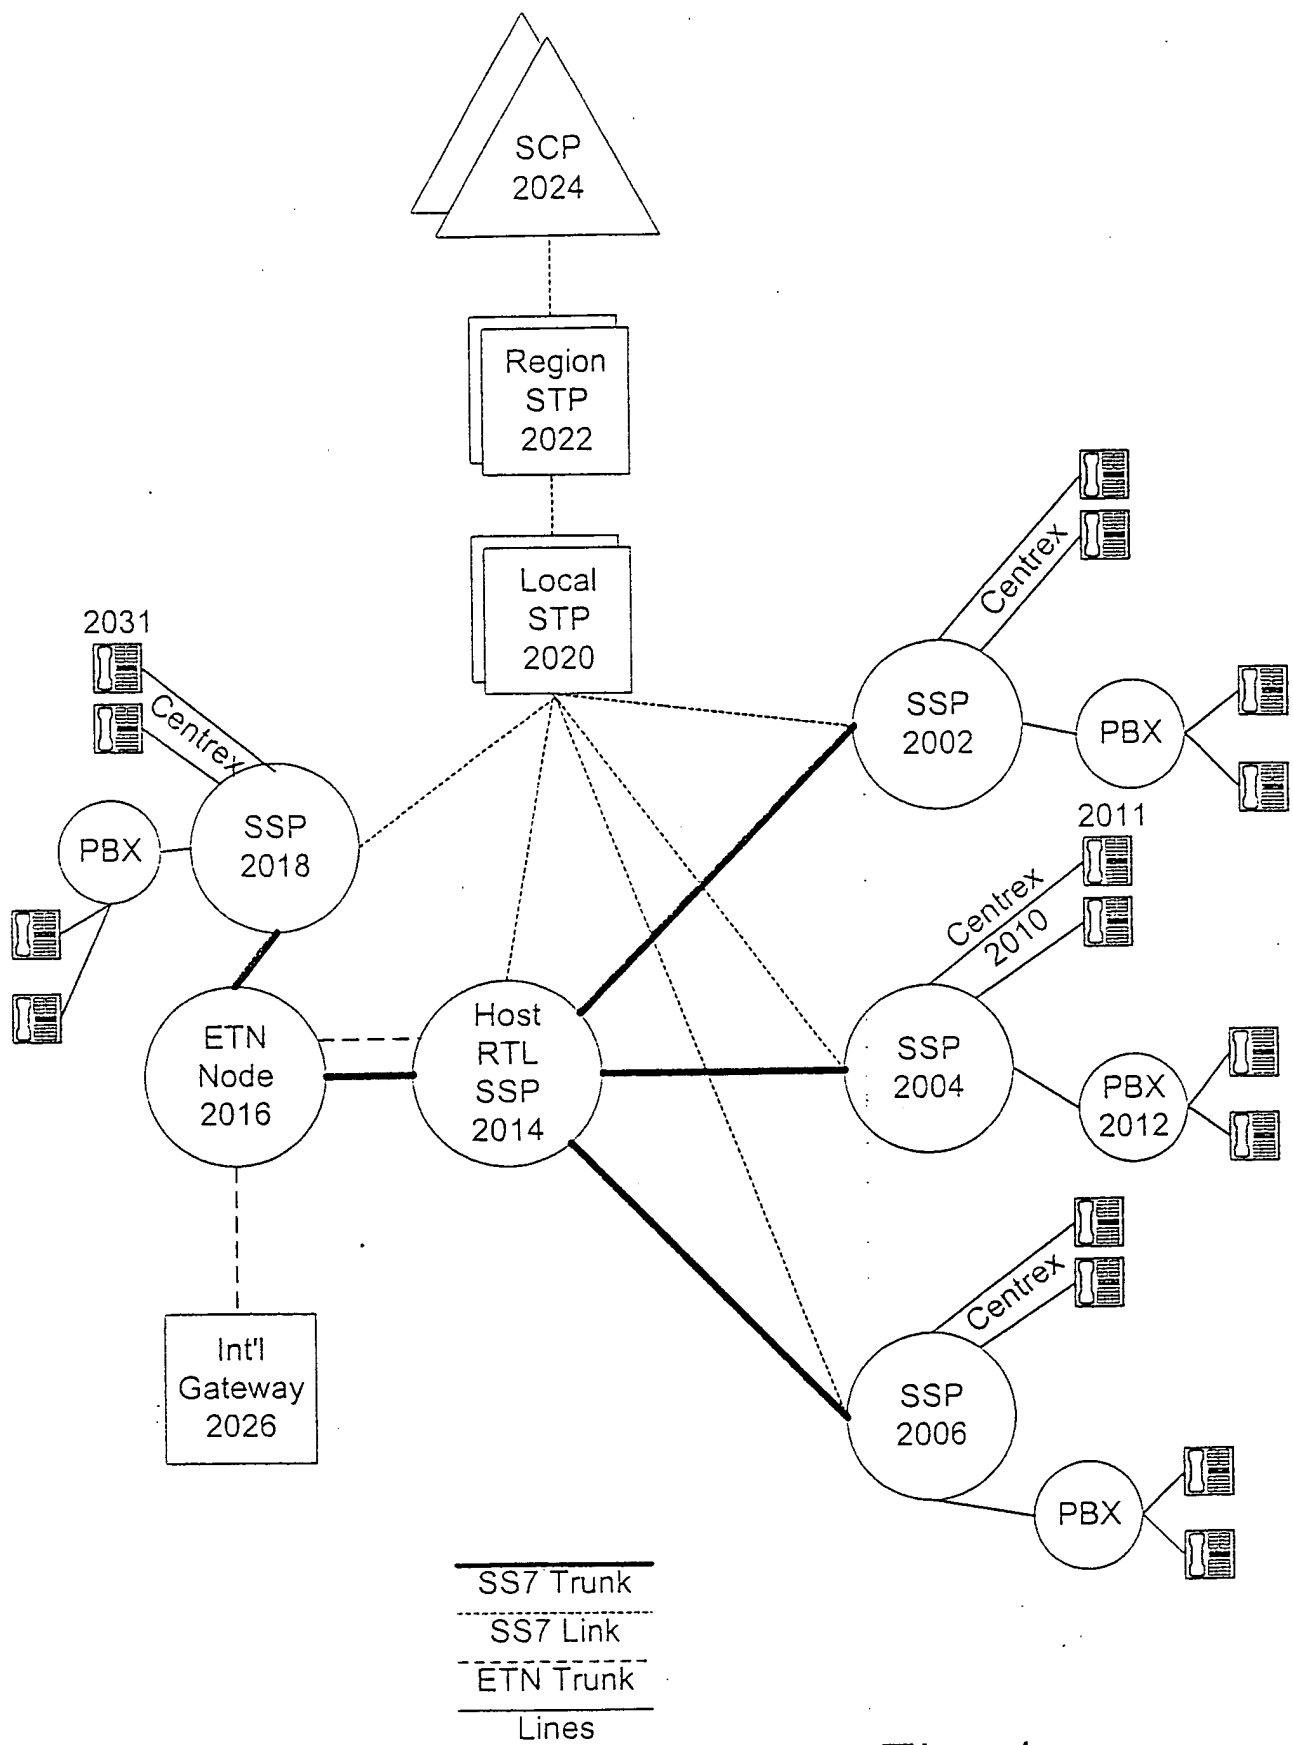 SCP
2024
Region
STP
2022
Local
STP
2020
2031
Centrex
SSP
2018
PBX
Centrex
SSP
2002
PBX
2011
Centrex
2010
SSP
2004
PBX
2012
ETN
Node
2016
Host
RTL
SSP
2014
Int'l
Gateway
2026
Centrex
SSP
2006
PBX
SS7 Trunk
SS7 Link
ETN Trunk
Lines